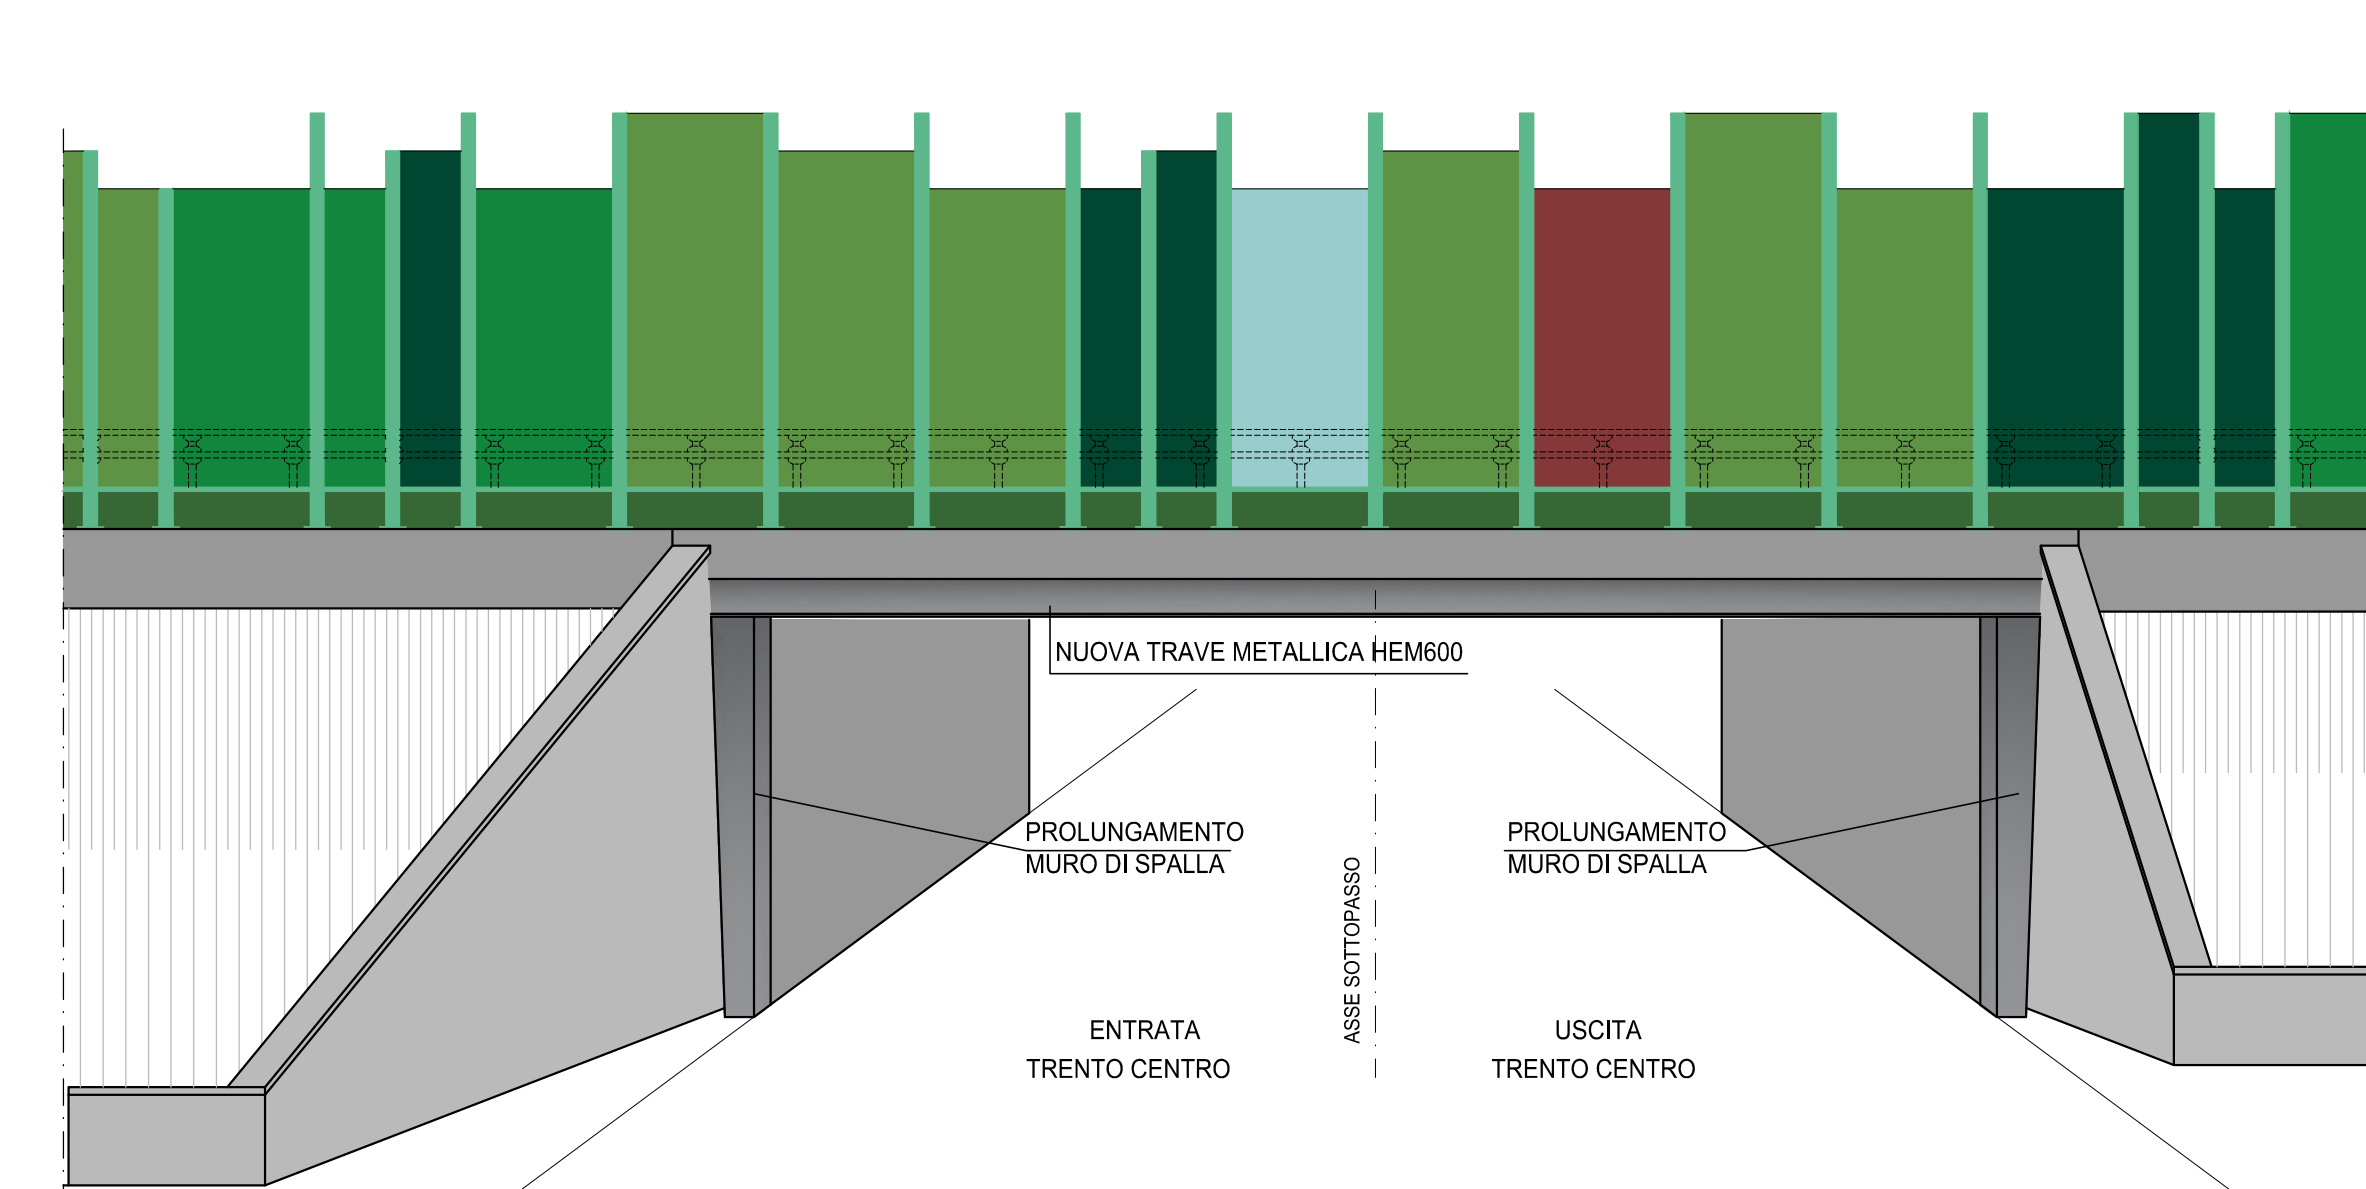 NUOVA TRAVE METALLICA HEM600
PROLUNGAMENTO
MURO DI SPALLA
PROLUNGAMENTO
MURO DI SPALLA
ASSE SOTTOPASSO
ENTRATA
TRENTO CENTRO
USCITA
TRENTO CENTRO